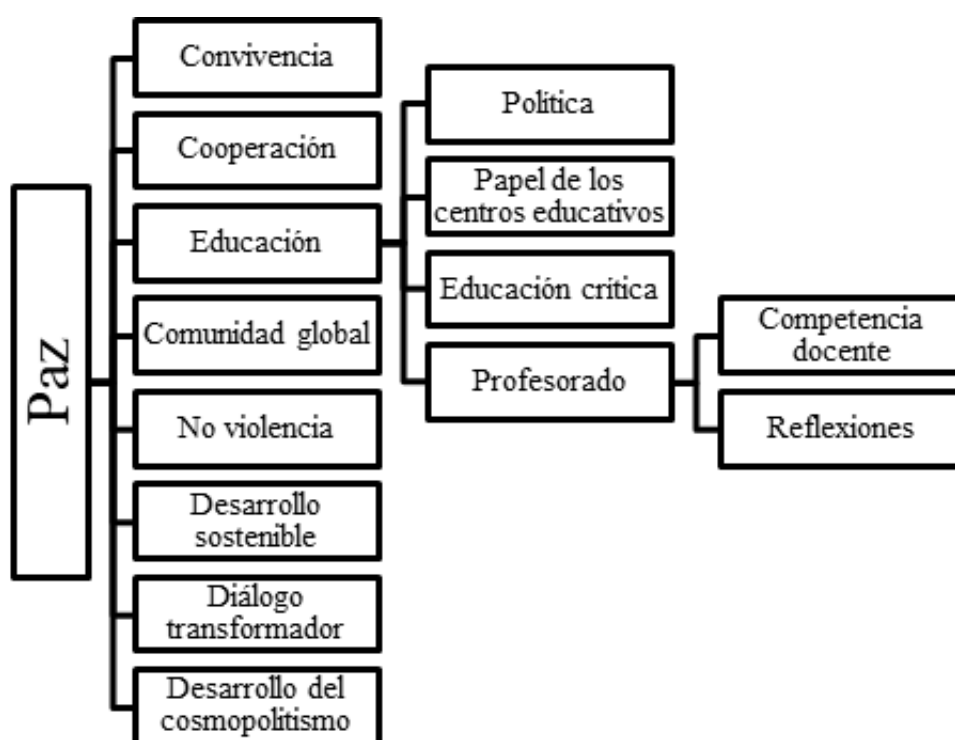 Paz
Convivencia
Cooperación
Educación
Comunidad global
No violencia
Desarrollo
sostenible
Diálogo
transformador
Desarrollo del
cosmopolitismo
Política
Papel de los
centros educativos
Educación crítica
Profesorado
Competencia
docente
Reflexiones